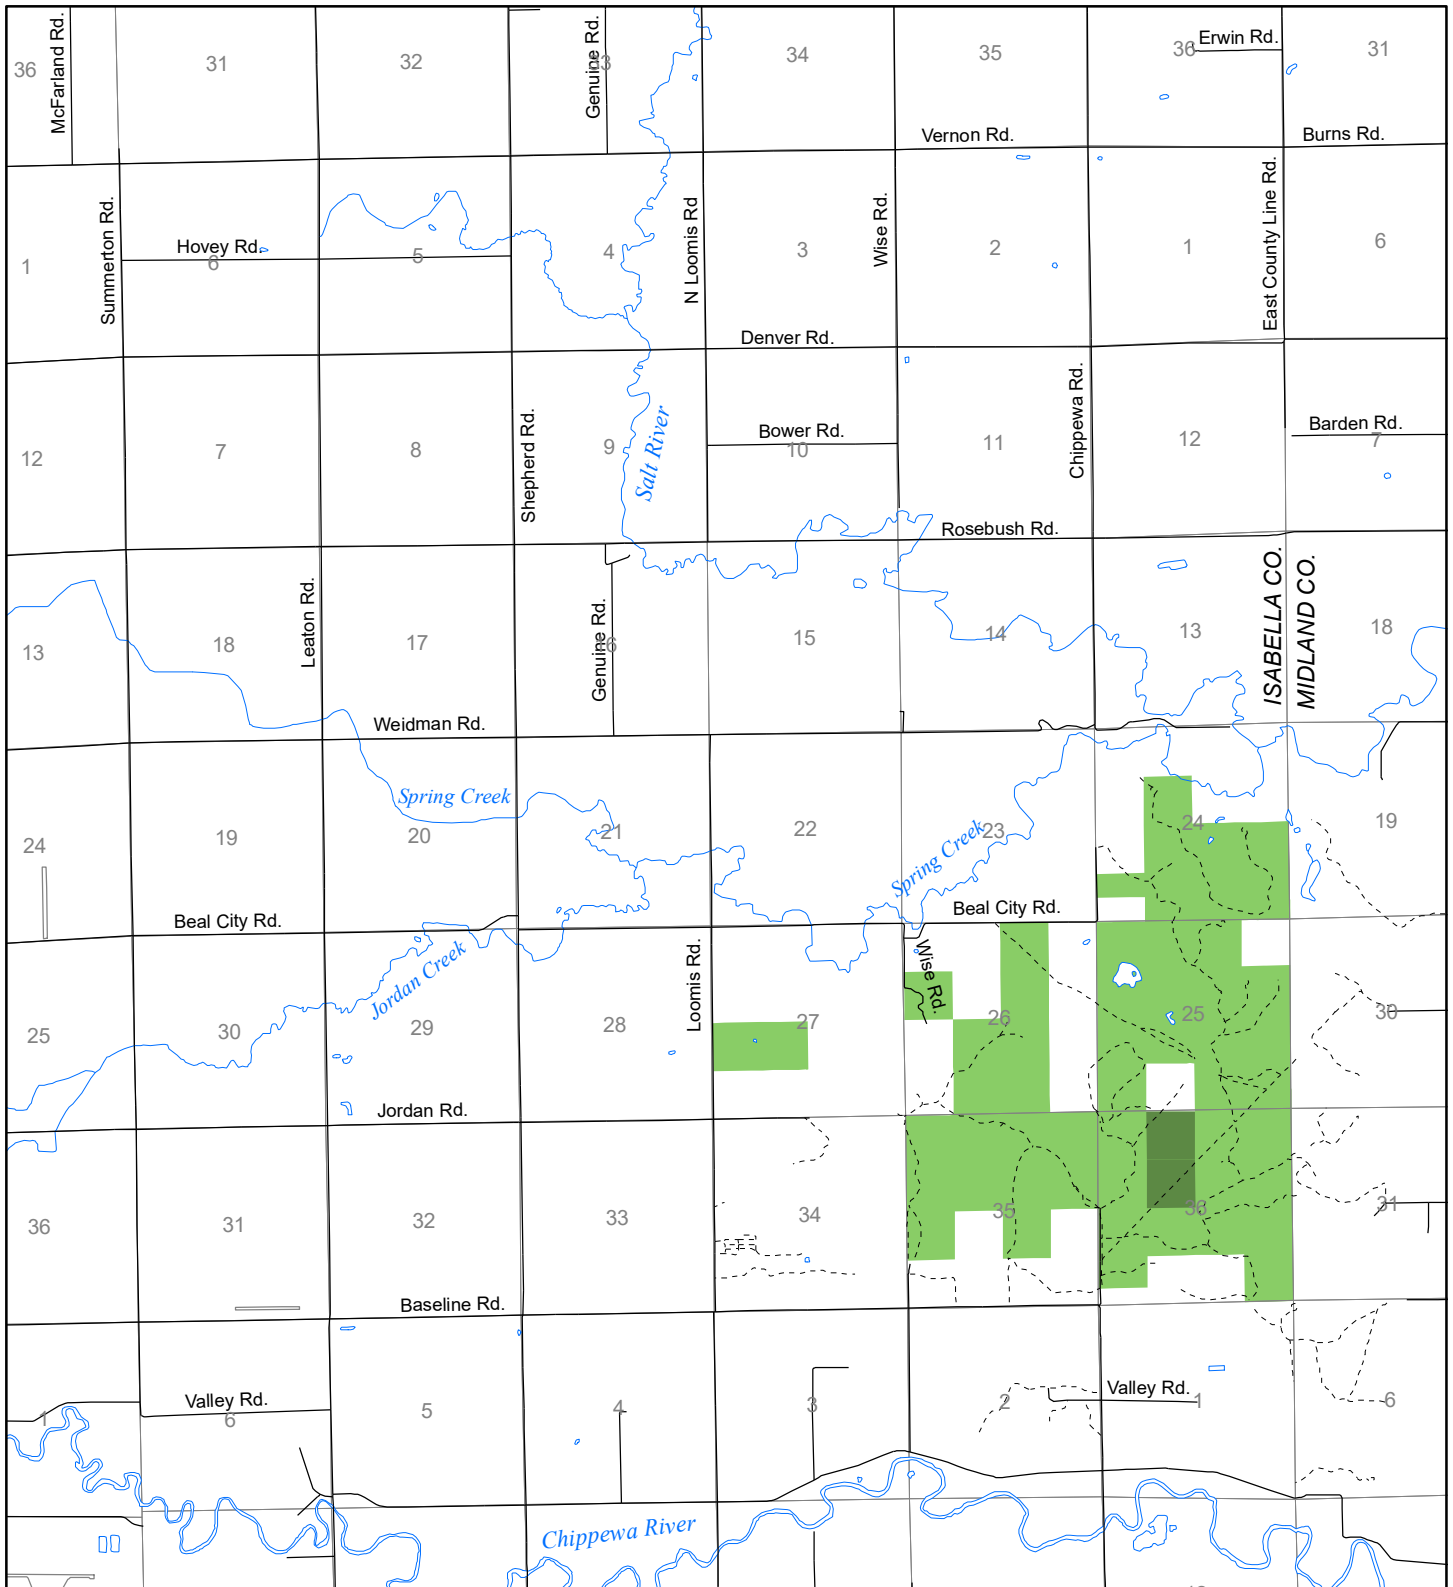 36
McFarland Rd.
31
32
Genuine Rd.
33
34
35
36
Erwin Rd.
31
Vernon Rd.
Burns Rd.
1
Summerton Rd.
Hovey Rd.
6
5
4
N Loomis Rd
3
Wise Rd.
2
1
East County Line Rd.
6
Denver Rd.
12
7
8
Shepherd Rd.
9
Salt River
Bower Rd.
10
11
Chippewa Rd.
12
Barden Rd.
7
Rosebush Rd.
13
18
Leaton Rd.
17
Genuine Rd.
16
15
14
13
ISABELLA CO.
MIDLAND CO.
18
Weidman Rd.
24
19
Spring Creek
20
21
22
Spring Creek
23
24
19
Beal City Rd.
Beal City Rd.
25
30
Jordan Creek
29
28
Loomis Rd.
27
Wise Rd.
26
25
30
Jordan Rd.
36
31
32
33
34
35
36
31
Baseline Rd.
1
Valley Rd.
6
5
4
3
2
Valley Rd.
1
6
Chippewa River